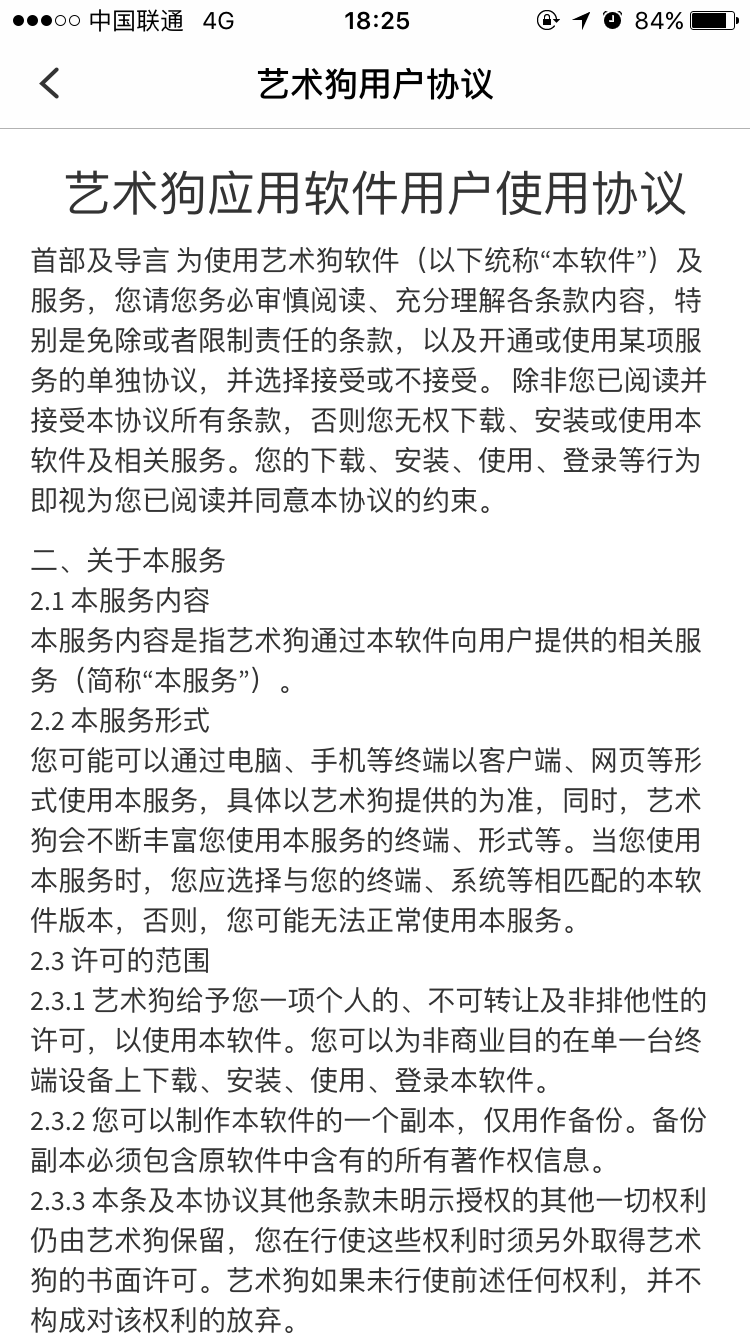 中国联通 4G 18:25 84%
艺术狗用户协议
艺术狗应用软件用户使用协议
首部及导言 为使用艺术狗软件（以下统称“本软件”）及
服务，您请您务必审慎阅读、充分理解各条款内容，特
别是免除或者限制责任的条款，以及开通或使用某项服
务的单独协议，并选择接受或不接受。 除非您已阅读并
接受本协议所有条款，否则您无权下载、安装或使用本
软件及相关服务。您的下载、安装、使用、登录等行为
即视为您已阅读并同意本协议的约束。
二、关于本服务
2.1 本服务内容
本服务内容是指艺术狗通过本软件向用户提供的相关服
务（简称“本服务”）。
2.2 本服务形式
您可能可以通过电脑、手机等终端以客户端、网页等形
式使用本服务，具体以艺术狗提供的为准，同时，艺术
狗会不断丰富您使用本服务的终端、形式等。当您使用
本服务时，您应选择与您的终端、系统等相匹配的本软
件版本，否则，您可能无法正常使用本服务。
2.3 许可的范围
2.3.1 艺术狗给予您一项个人的、不可转让及非排他性的
许可，以使用本软件。您可以为非商业目的在单一台终
端设备上下载、安装、使用、登录本软件。
2.3.2 您可以制作本软件的一个副本，仅用作备份。备份
副本必须包含原软件中含有的所有著作权信息。
2.3.3 本条及本协议其他条款未明示授权的其他一切权利
仍由艺术狗保留，您在行使这些权利时须另外取得艺术
狗的书面许可。艺术狗如果未行使前述任何权利，并不
构成对该权利的放弃。